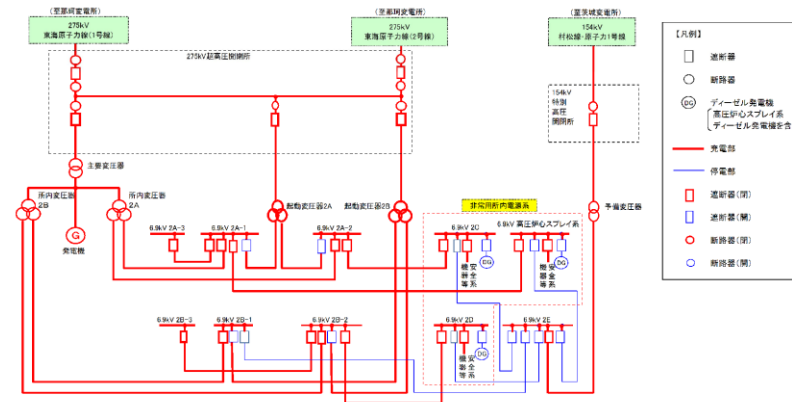 (至那珂変電所)
275kV
東海原子力線(1号線)
(至那珂変電所)
275kV
東海原子力線(2号線)
(至茨城変電所)
154kV
村松線・原子力1号線
275kV超高圧開閉所
154kV
特別
高圧
開閉所
主要変圧器
所内変圧器
2B
所内変圧器
2A
起動変圧器2A
起動変圧器2B
予備変圧器
G
発電機
非常用所内電源系
6.9kV 2A-3
6.9kV 2A-1
6.9kV 2A-2
6.9kV 2C
6.9kV 高圧炉心スプレイ系
DG
DG
安全系
機器等
安全系
機器等
6.9kV 2B-3
6.9kV 2B-1
6.9kV 2B-2
6.9kV 2D
6.9kV 2E
DG
安全系
機器等
【凡例】
遮断器
断路器
DG
ディーゼル発電機
高圧炉心スプレイ系
ディーゼル発電機を含
充電部
停電部
遮断器(閉)
遮断器(開)
断路器(閉)
断路器(開)